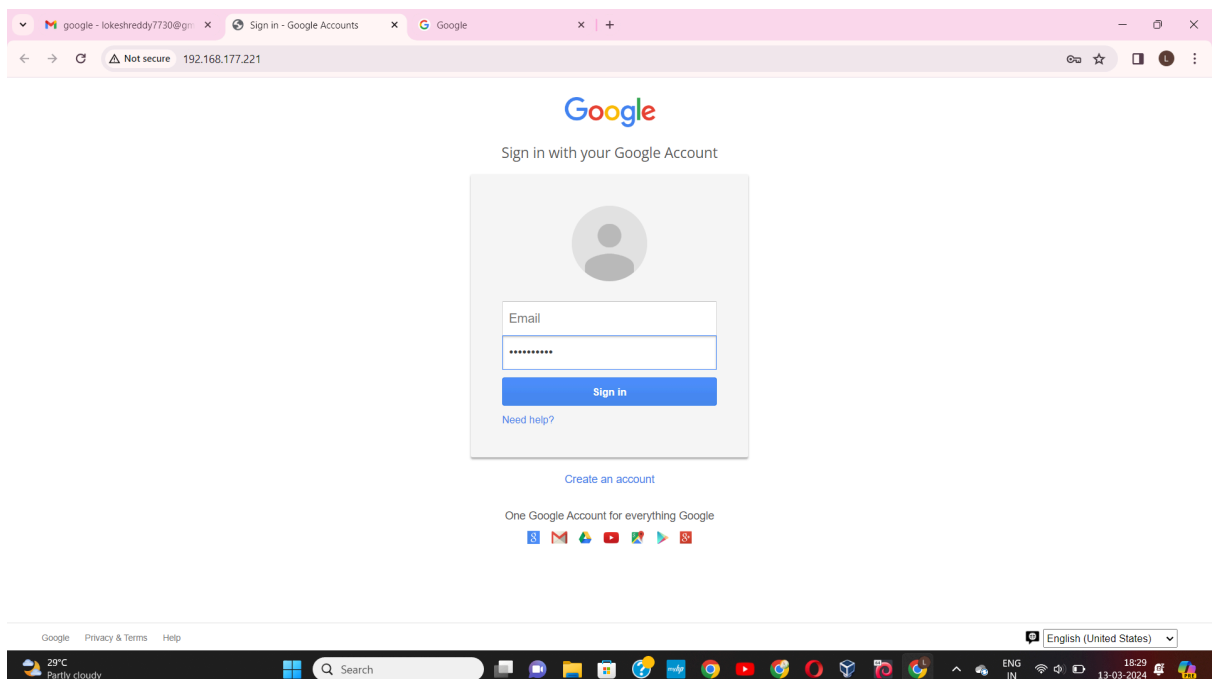 google - lokeshreddy7730@gm
Sign in - Google Accounts
Google
Not secure 192.168.177.221
L
Google
Sign in with your Google Account
Email
••••••••••
Sign in
Need help?
Create an account
One Google Account for everything Google
Google Privacy & Terms Help
English (United States)
29°C
Partly cloudy
Search
ENG
IN
18:29
13-03-2024